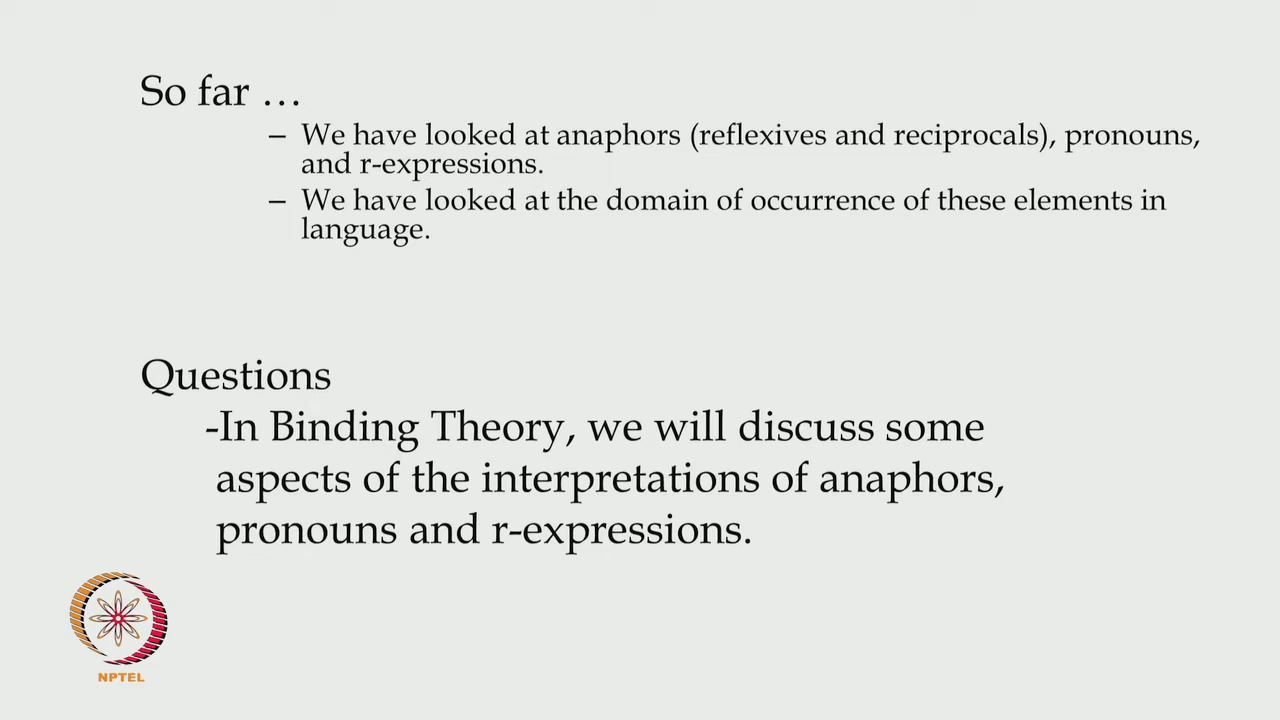 So far …
– We have looked at anaphors (reflexives and reciprocals), pronouns,
and r-expressions.
– We have looked at the domain of occurrence of these elements in
language.
Questions
-In Binding Theory, we will discuss some
aspects of the interpretations of anaphors,
pronouns and r-expressions.
NPTEL